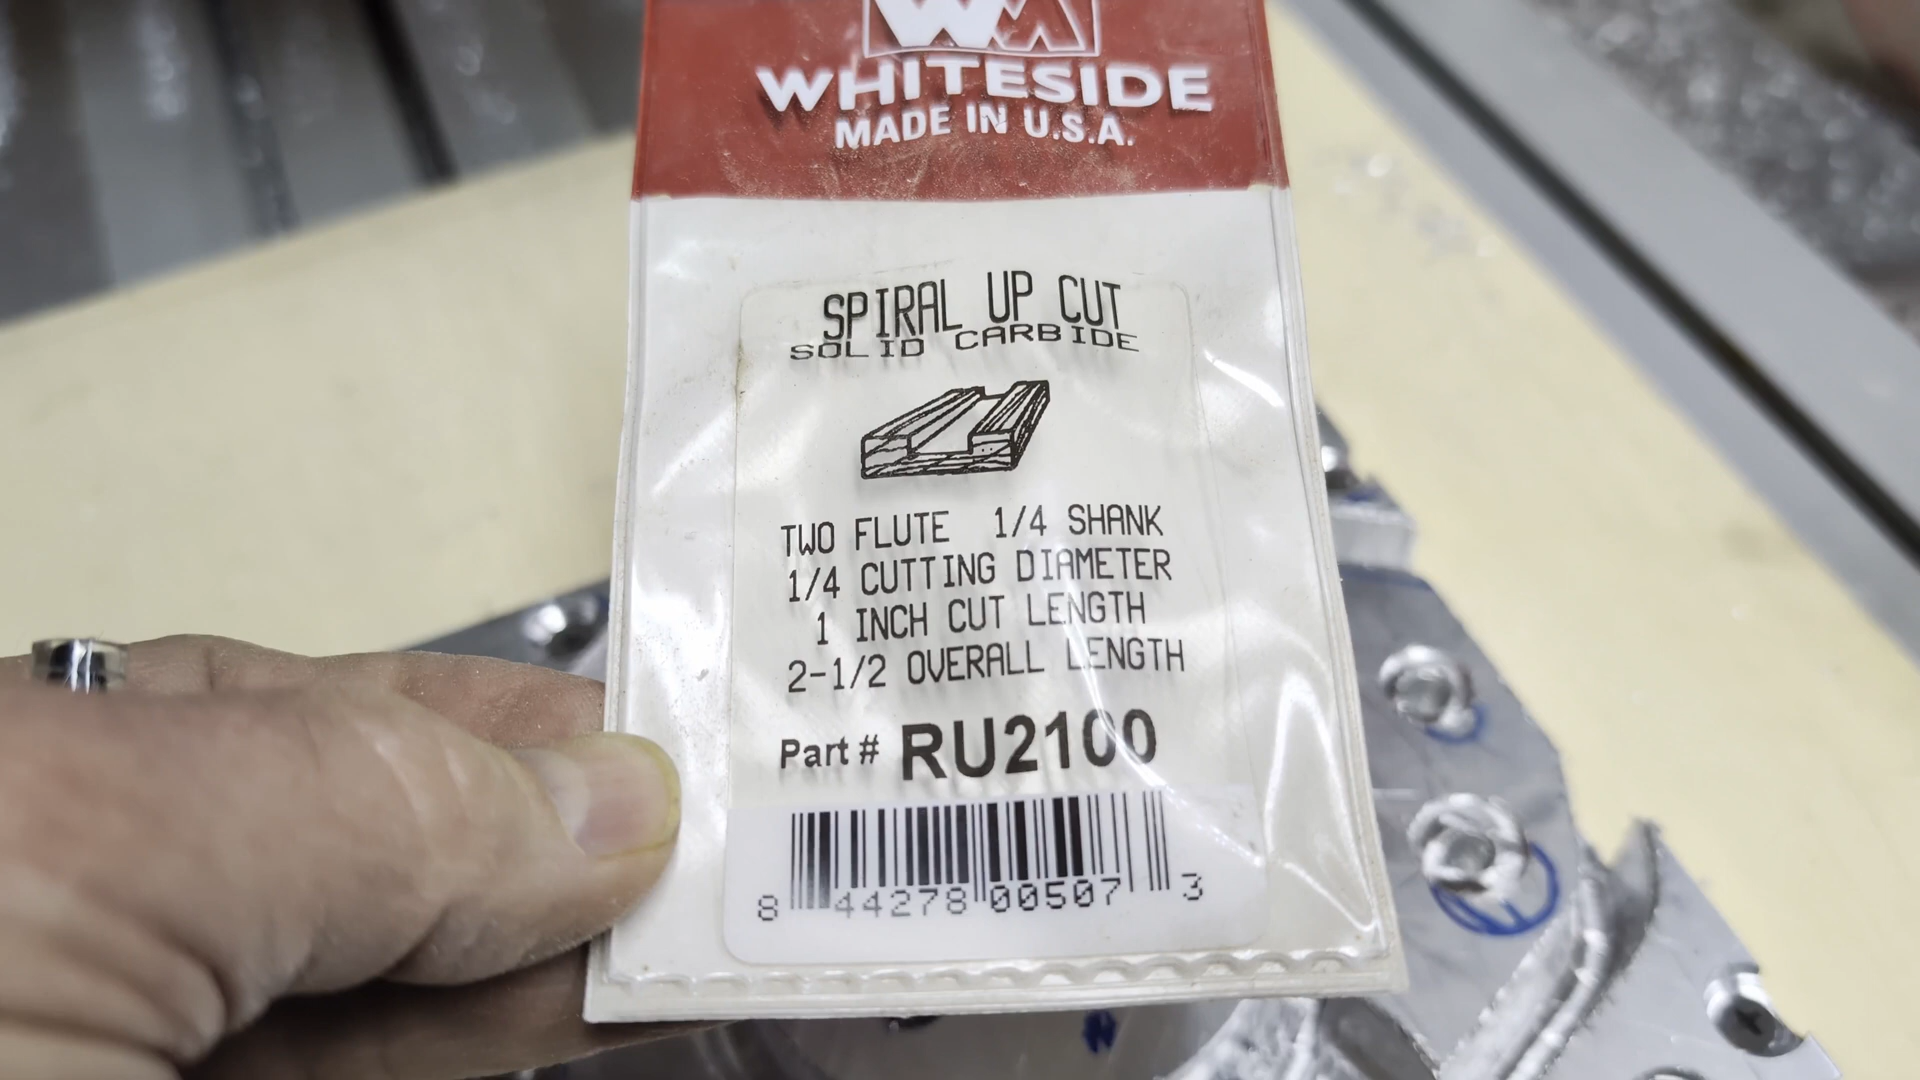 WHITESIDE
MADE IN U.S.A.
SPIRAL UP CUT
SOLID CARBIDE
TWO FLUTE 1/4 SHANK
1/4 CUTTING DIAMETER
1 INCH CUT LENGTH
2-1/2 OVERALL LENGTH
Part # RU2100
8 44278 00507 3